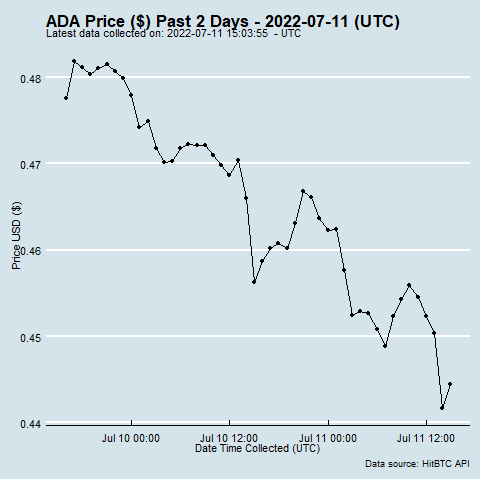 ADA Price ($) Past 2 Days - 2022-07-11 (UTC)
Latest data collected on: 2022-07-11 15:03:55 - UTC
0.48
0.47
0.46
0.45
0.44
Price USD ($)
Jul 10 00:00 Jul 10 12:00 Jul 11 00:00 Jul 11 12:00
Date Time Collected (UTC)
Data source: HitBTC API